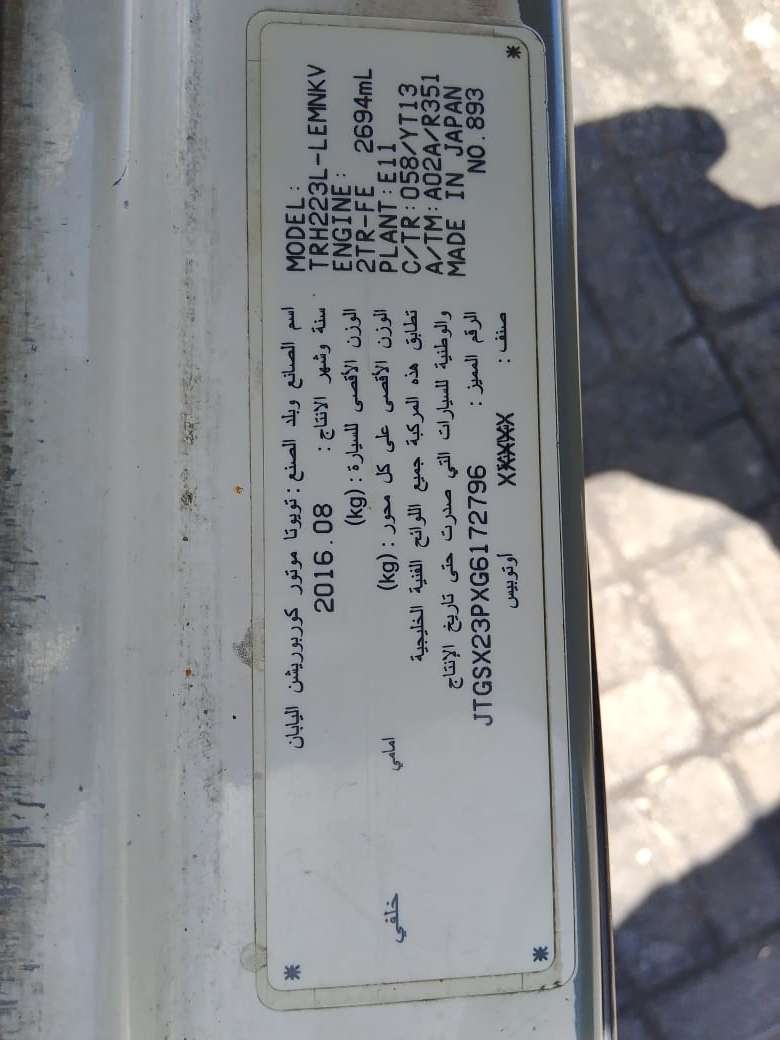 *
MODEL:
TRH223L-LEMNKV
ENGINE:
2TR-FE 2694mL
PLANT:E11
C/TR:058/YT13
A/TM:A02A/R351
MADE IN JAPAN
NO.893
اسم الصانع وبلد الصنع : تويوتا موتور كوربوريشن اليابان
سنة وشهر الانتاج : 2016.08
الوزن الأقصى للسيارة : (kg)
الوزن الأقصى على كل محور : (kg) امامي خلفي
تطابق هذه المركبة جميع اللوائح الفنية الخليجية
والوطنية للسيارات التي صدرت حتى تاريخ الإنتاج
الرقم المميز : JTGSX23PXG6172796
صنف : اوتوبيس
*
*